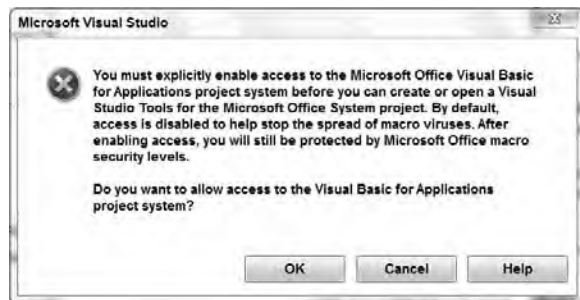 Microsoft Visual Studio
You must explicitly enable access to the Microsoft Office Visual Basic
for Applications project system before you can create or open a Visual
Studio Tools for the Microsoft Office System project. By default,
access is disabled to help stop the spread of macro viruses. After
enabling access, you will still be protected by Microsoft Office macro
security levels.
Do you want to allow access to the Visual Basic for Applications
project system?
OK Cancel Help